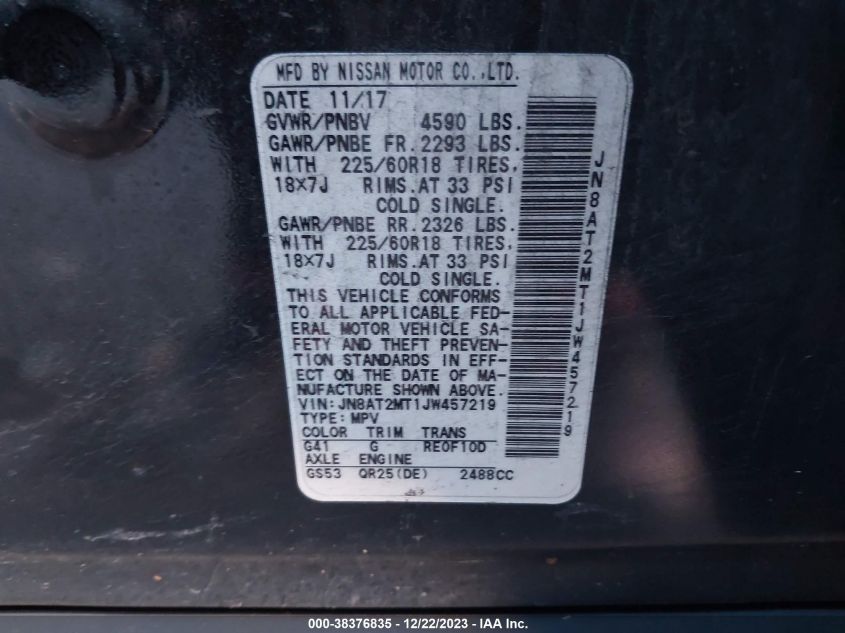 MFD BY NISSAN MOTOR CO.,LTD.
DATE 11/17
GVWR/PNBV 4590 LBS.
GAWR/PNBE FR. 2293 LBS.
WITH 225/60R18 TIRES,
18X7J RIMS. AT 33 PSI
COLD SINGLE.
GAWR/PNBE RR. 2326 LBS.
WITH 225/60R18 TIRES,
18X7J RIMS. AT 33 PSI
COLD SINGLE.
THIS VEHICLE CONFORMS
TO ALL APPLICABLE FED-
ERAL MOTOR VEHICLE SA-
FETY AND THEFT PREVEN-
TION STANDARDS IN EFF-
ECT ON THE DATE OF MA-
NUFACTURE SHOWN ABOVE.
VIN: JN8AT2MT1JW457219
TYPE: MPV
COLOR TRIM TRANS
G41 G RE0F10D
AXLE ENGINE
GS53 QR25(DE) 2488CC
JN8AT2MT1JW457219
000-38376835 - 12/22/2023 - IAA Inc.